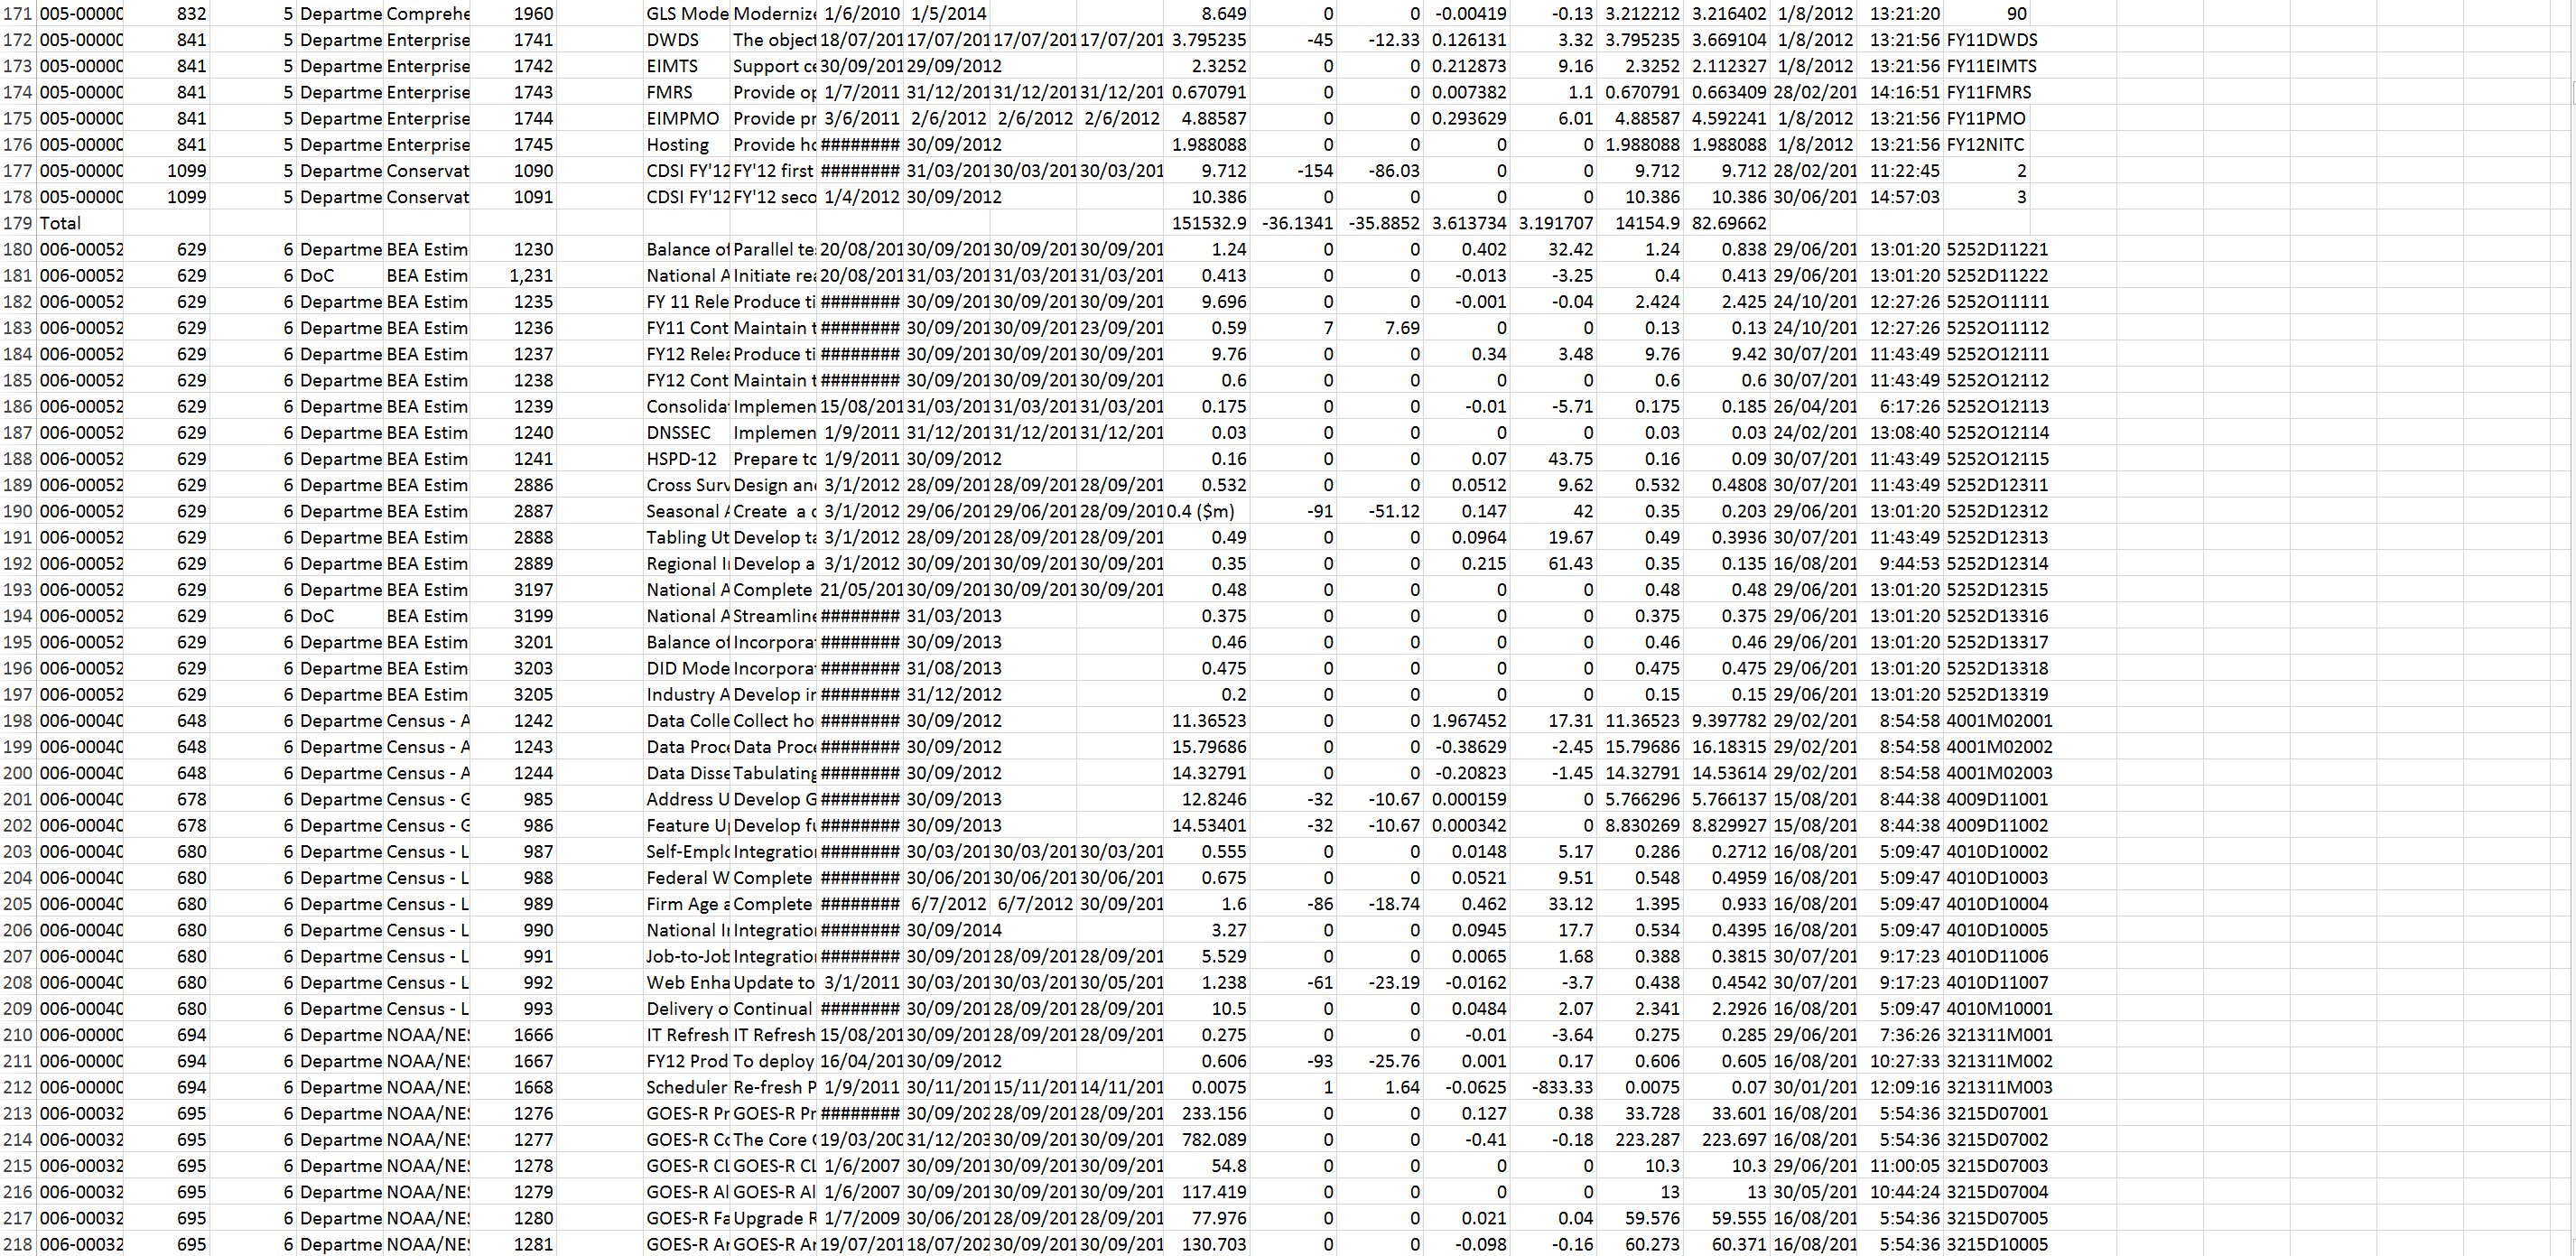 171 005-00000 832 5 Departme Comprehe 1960 GLS Mode Modernize 1/6/2010 1/5/2014 8.649 0 0 -0.00419 -0.13 3.212212 3.216402 1/8/2012 13:21:20 90
172 005-00000 841 5 Departme Enterprise 1741 DWDS The object 18/07/201 17/07/201 17/07/201 17/07/201 3.795235 -45 -12.33 0.126131 3.32 3.795235 3.669104 1/8/2012 13:21:56 FY11DWDS
173 005-00000 841 5 Departme Enterprise 1742 EIMTS Support ce 30/09/201 29/09/2012 2.3252 0 0 0.212873 9.16 2.3252 2.112327 1/8/2012 13:21:56 FY11EIMTS
174 005-00000 841 5 Departme Enterprise 1743 FMRS Provide op 1/7/2011 31/12/201 31/12/201 31/12/201 0.670791 0 0 0.007382 1.1 0.670791 0.663409 28/02/201 14:16:51 FY11FMRS
175 005-00000 841 5 Departme Enterprise 1744 EIMPMO Provide pr 3/6/2011 2/6/2012 2/6/2012 2/6/2012 4.88587 0 0 0.293629 6.01 4.88587 4.592241 1/8/2012 13:21:56 FY11PMO
176 005-00000 841 5 Departme Enterprise 1745 Hosting Provide ho ######## 30/09/2012 1.988088 0 0 0 0 1.988088 1.988088 1/8/2012 13:21:56 FY12NITC
177 005-00000 1099 5 Departme Conservat 1090 CDSI FY'12 FY'12 first ######## 31/03/201 30/03/201 30/03/201 9.712 -154 -86.03 0 0 9.712 9.712 28/02/201 11:22:45 2
178 005-00000 1099 5 Departme Conservat 1091 CDSI FY'12 FY'12 seco 1/4/2012 30/09/2012 10.386 0 0 0 0 10.386 10.386 30/06/201 14:57:03 3
179 Total 151532.9 -36.1341 -35.8852 3.613734 3.191707 14154.9 82.69662
180 006-00052 629 6 Departme BEA Estim 1230 Balance of Parallel te 20/08/201 30/09/201 30/09/201 30/09/201 1.24 0 0 0.402 32.42 1.24 0.838 29/06/201 13:01:20 5252D11221
181 006-00052 629 6 DoC BEA Estim 1,231 National A Initiate rea 20/08/201 31/03/201 31/03/201 31/03/201 0.413 0 0 -0.013 -3.25 0.4 0.413 29/06/201 13:01:20 5252D11222
182 006-00052 629 6 Departme BEA Estim 1235 FY 11 Rele Produce ti ######## 30/09/201 30/09/201 30/09/201 9.696 0 0 -0.001 -0.04 2.424 2.425 24/10/201 12:27:26 5252O11111
183 006-00052 629 6 Departme BEA Estim 1236 FY11 Cont Maintain t ######## 30/09/201 30/09/201 23/09/201 0.59 7 7.69 0 0 0.13 0.13 24/10/201 12:27:26 5252O11112
184 006-00052 629 6 Departme BEA Estim 1237 FY12 Relea Produce ti ######## 30/09/201 30/09/201 30/09/201 9.76 0 0 0.34 3.48 9.76 9.42 30/07/201 11:43:49 5252O12111
185 006-00052 629 6 Departme BEA Estim 1238 FY12 Cont Maintain t ######## 30/09/201 30/09/201 30/09/201 0.6 0 0 0 0 0.6 0.6 30/07/201 11:43:49 5252O12112
186 006-00052 629 6 Departme BEA Estim 1239 Consolida Implemen 15/08/201 31/03/201 31/03/201 31/03/201 0.175 0 0 -0.01 -5.71 0.175 0.185 26/04/201 6:17:26 5252O12113
187 006-00052 629 6 Departme BEA Estim 1240 DNSSEC Implemen 1/9/2011 31/12/201 31/12/201 31/12/201 0.03 0 0 0 0 0.03 0.03 24/02/201 13:08:40 5252O12114
188 006-00052 629 6 Departme BEA Estim 1241 HSPD-12 Prepare to 1/9/2011 30/09/2012 0.16 0 0 0.07 43.75 0.16 0.09 30/07/201 11:43:49 5252O12115
189 006-00052 629 6 Departme BEA Estim 2886 Cross Surv Design and 3/1/2012 28/09/201 28/09/201 28/09/201 0.532 0 0 0.0512 9.62 0.532 0.4808 30/07/201 11:43:49 5252D12311
190 006-00052 629 6 Departme BEA Estim 2887 Seasonal A Create a d 3/1/2012 29/06/201 29/06/201 28/09/201 0.4 ($m) -91 -51.12 0.147 42 0.35 0.203 29/06/201 13:01:20 5252D12312
191 006-00052 629 6 Departme BEA Estim 2888 Tabling Ut Develop ta 3/1/2012 28/09/201 28/09/201 28/09/201 0.49 0 0 0.0964 19.67 0.49 0.3936 30/07/201 11:43:49 5252D12313
192 006-00052 629 6 Departme BEA Estim 2889 Regional I Develop a 3/1/2012 30/09/201 30/09/201 30/09/201 0.35 0 0 0.215 61.43 0.35 0.135 16/08/201 9:44:53 5252D12314
193 006-00052 629 6 Departme BEA Estim 3197 National A Complete 21/05/201 30/09/201 30/09/201 30/09/201 0.48 0 0 0 0 0.48 0.48 29/06/201 13:01:20 5252D12315
194 006-00052 629 6 DoC BEA Estim 3199 National A Streamline ######## 31/03/2013 0.375 0 0 0 0 0.375 0.375 29/06/201 13:01:20 5252D13316
195 006-00052 629 6 Departme BEA Estim 3201 Balance of Incorporat ######## 30/09/2013 0.46 0 0 0 0 0.46 0.46 29/06/201 13:01:20 5252D13317
196 006-00052 629 6 Departme BEA Estim 3203 DID Mode Incorporat ######## 31/08/2013 0.475 0 0 0 0 0.475 0.475 29/06/201 13:01:20 5252D13318
197 006-00052 629 6 Departme BEA Estim 3205 Industry A Develop in ######## 31/12/2012 0.2 0 0 0 0 0.15 0.15 29/06/201 13:01:20 5252D13319
198 006-00040 648 6 Departme Census - A 1242 Data Colle Collect ho ######## 30/09/2012 11.36523 0 0 1.967452 17.31 11.36523 9.397782 29/02/201 8:54:58 4001M02001
199 006-00040 648 6 Departme Census - A 1243 Data Proce Data Proce ######## 30/09/2012 15.79686 0 0 -0.38629 -2.45 15.79686 16.18315 29/02/201 8:54:58 4001M02002
200 006-00040 648 6 Departme Census - A 1244 Data Disse Tabulating ######## 30/09/2012 14.32791 0 0 -0.20823 -1.45 14.32791 14.53614 29/02/201 8:54:58 4001M02003
201 006-00040 678 6 Departme Census - G 985 Address U Develop G ######## 30/09/2013 12.8246 -32 -10.67 0.000159 0 5.766296 5.766137 15/08/201 8:44:38 4009D11001
202 006-00040 678 6 Departme Census - G 986 Feature U Develop fu ######## 30/09/2013 14.53401 -32 -10.67 0.000342 0 8.830269 8.829927 15/08/201 8:44:38 4009D11002
203 006-00040 680 6 Departme Census - L 987 Self-Emplo Integration ######## 30/03/201 30/03/201 30/03/201 0.555 0 0 0.0148 5.17 0.286 0.2712 16/08/201 5:09:47 4010D10002
204 006-00040 680 6 Departme Census - L 988 Federal W Complete ######## 30/06/201 30/06/201 30/06/201 0.675 0 0 0.0521 9.51 0.548 0.4959 16/08/201 5:09:47 4010D10003
205 006-00040 680 6 Departme Census - L 989 Firm Age a Complete ######## 6/7/2012 6/7/2012 30/09/201 1.6 -86 -18.74 0.462 33.12 1.395 0.933 16/08/201 5:09:47 4010D10004
206 006-00040 680 6 Departme Census - L 990 National I Integration ######## 30/09/2014 3.27 0 0 0.0945 17.7 0.534 0.4395 16/08/201 5:09:47 4010D10005
207 006-00040 680 6 Departme Census - L 991 Job-to-Job Integration ######## 30/09/201 28/09/201 28/09/201 5.529 0 0 0.0065 1.68 0.388 0.3815 30/07/201 9:17:23 4010D11006
208 006-00040 680 6 Departme Census - L 992 Web Enha Update to 3/1/2011 30/03/201 30/03/201 30/05/201 1.238 -61 -23.19 -0.0162 -3.7 0.438 0.4542 30/07/201 9:17:23 4010D11007
209 006-00040 680 6 Departme Census - L 993 Delivery o Continual ######## 30/09/201 28/09/201 28/09/201 10.5 0 0 0.0484 2.07 2.341 2.2926 16/08/201 5:09:47 4010M10001
210 006-00000 694 6 Departme NOAA/NES 1666 IT Refresh IT Refresh 15/08/201 30/09/201 28/09/201 28/09/201 0.275 0 0 -0.01 -3.64 0.275 0.285 29/06/201 7:36:26 321311M001
211 006-00000 694 6 Departme NOAA/NES 1667 FY12 Prod To deploy 16/04/201 30/09/2012 0.606 -93 -25.76 0.001 0.17 0.606 0.605 16/08/201 10:27:33 321311M002
212 006-00000 694 6 Departme NOAA/NES 1668 Scheduler Re-fresh P 1/9/2011 30/11/201 15/11/201 14/11/201 0.0075 1 1.64 -0.0625 -833.33 0.0075 0.07 30/01/201 12:09:16 321311M003
213 006-00032 695 6 Departme NOAA/NES 1276 GOES-R Pr GOES-R Pr ######## 30/09/202 28/09/201 28/09/201 233.156 0 0 0.127 0.38 33.728 33.601 16/08/201 5:54:36 3215D07001
214 006-00032 695 6 Departme NOAA/NES 1277 GOES-R Co The Core G 19/03/200 31/12/203 30/09/201 30/09/201 782.089 0 0 -0.41 -0.18 223.287 223.697 16/08/201 5:54:36 3215D07002
215 006-00032 695 6 Departme NOAA/NES 1278 GOES-R CL GOES-R CL 1/6/2007 30/09/201 30/09/201 30/09/201 54.8 0 0 0 0 10.3 10.3 29/06/201 11:00:05 3215D07003
216 006-00032 695 6 Departme NOAA/NES 1279 GOES-R Al GOES-R Al 1/6/2007 30/09/201 30/09/201 30/09/201 117.419 0 0 0 0 13 13 30/05/201 10:44:24 3215D07004
217 006-00032 695 6 Departme NOAA/NES 1280 GOES-R Fa Upgrade R 1/7/2009 30/06/201 28/09/201 28/09/201 77.976 0 0 0.021 0.04 59.576 59.555 16/08/201 5:54:36 3215D07005
218 006-00032 695 6 Departme NOAA/NES 1281 GOES-R An GOES-R An 19/07/201 18/07/202 30/09/201 30/09/201 130.703 0 0 -0.098 -0.16 60.273 60.371 16/08/201 5:54:36 3215D10005